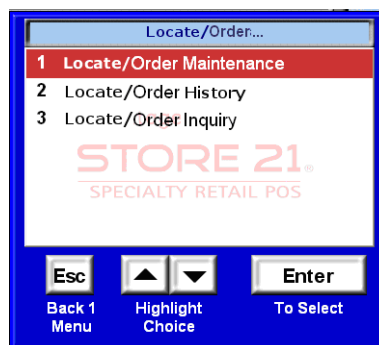 Locate/Order...
1 Locate/Order Maintenance
2 Locate/Order History
3 Locate/Order Inquiry
STORE 21®
SPECIALTY RETAIL POS
Esc Enter
Back 1 Menu
Highlight Choice
To Select